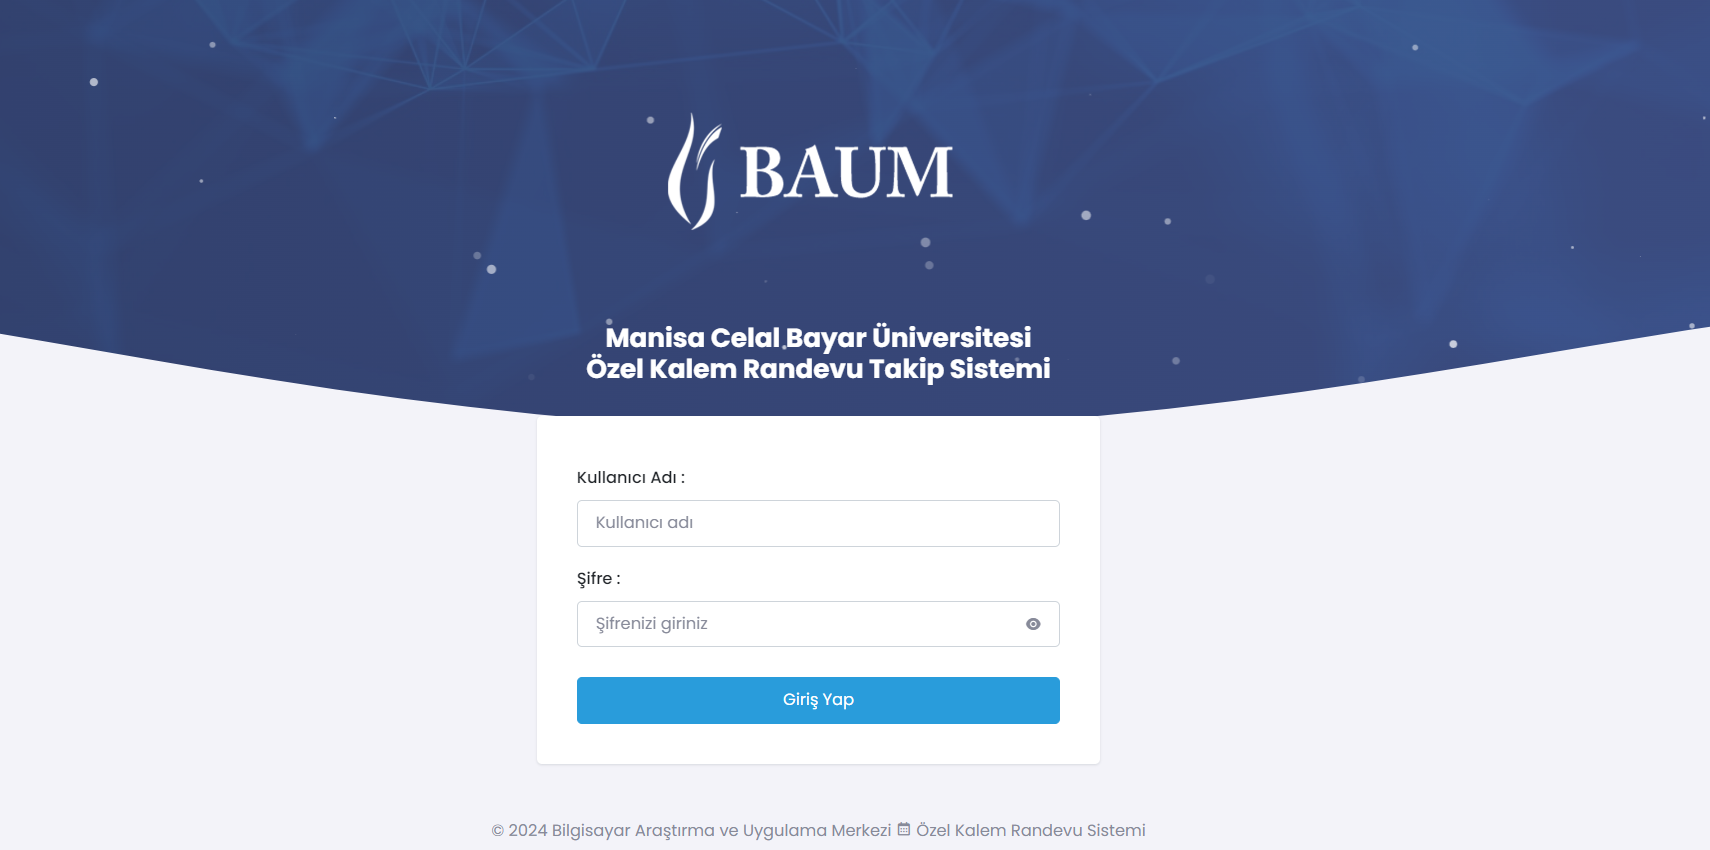 BAUM
Manisa Celal Bayar Üniversitesi
Özel Kalem Randevu Takip Sistemi
Kullanıcı Adı :
Kullanıcı adı
Şifre :
Şifrenizi giriniz
Giriş Yap
© 2024 Bilgisayar Araştırma ve Uygulama Merkezi Özel Kalem Randevu Sistemi